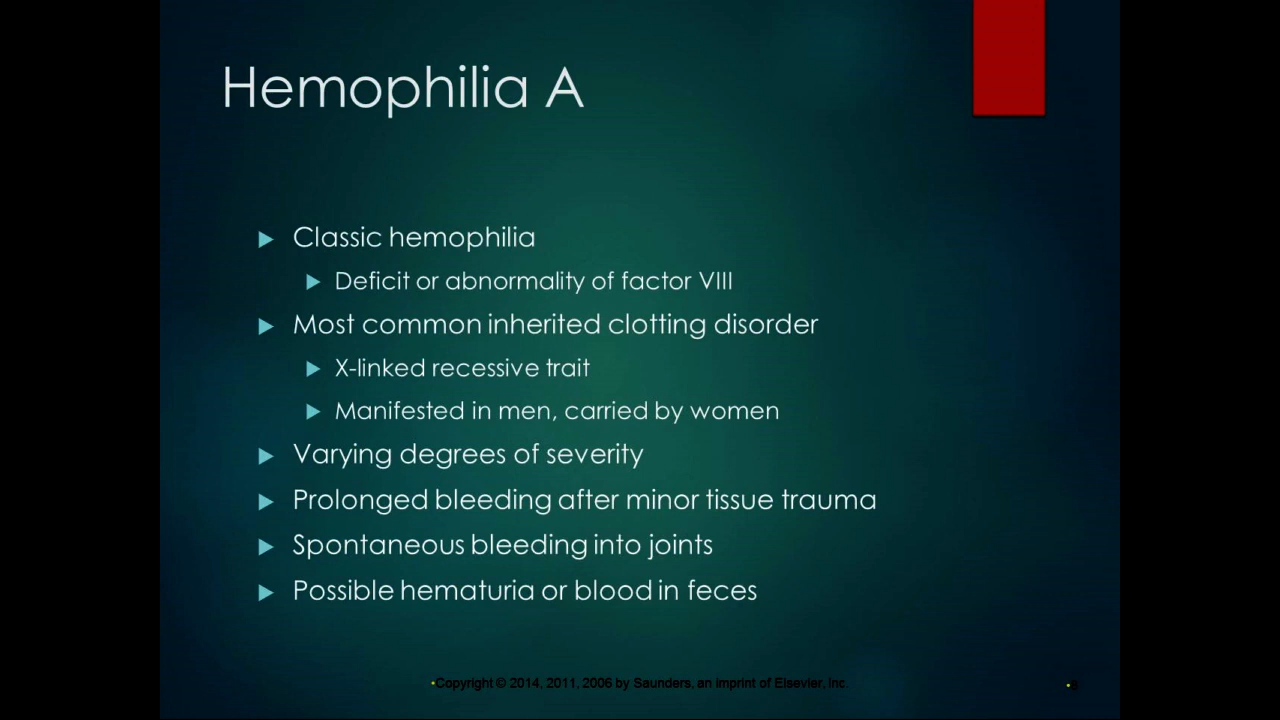 Hemophilia A
Classic hemophilia
Deficit or abnormality of factor VIII
Most common inherited clotting disorder
X-linked recessive trait
Manifested in men, carried by women
Varying degrees of severity
Prolonged bleeding after minor tissue trauma
Spontaneous bleeding into joints
Possible hematuria or blood in feces
•Copyright © 2014, 2011, 2006 by Saunders, an imprint of Elsevier, Inc.